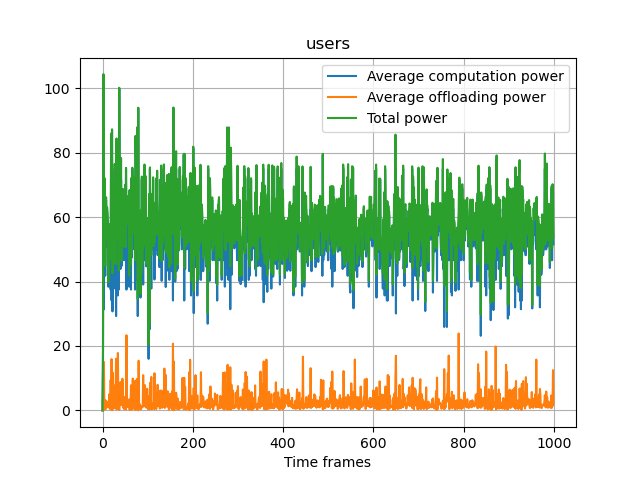 users
Average computation power
Average offloading power
Total power
100
80
60
40
20
0
0 200 400 600 800 1000
Time frames